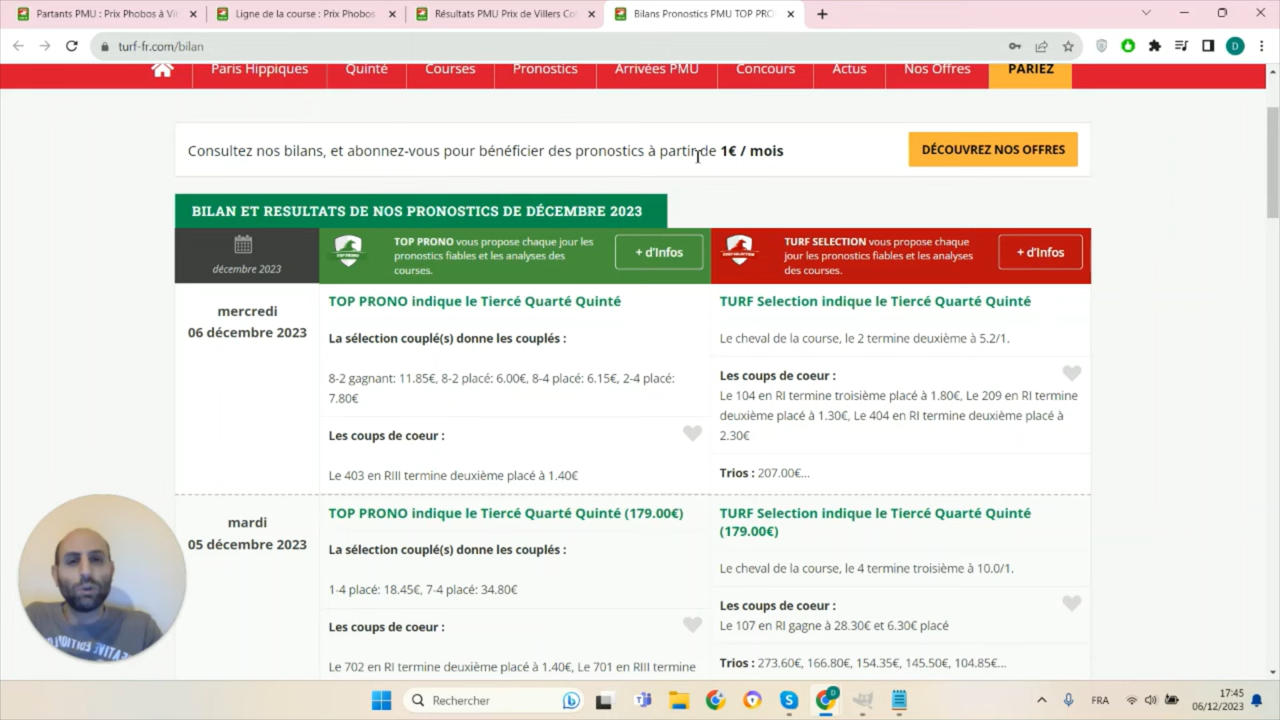 Partants PMU : Prix Phobos à Vi
Ligne de la course : Prix Phobos
Résultats PMU Prix de Villers Co
Bilans Pronostics PMU TOP PRO
turf-fr.com/bilan
D
Paris Hippiques
Quinté
Courses
Pronostics
Arrivées PMU
Concours
Actus
Nos Offres
PARIEZ
Consultez nos bilans, et abonnez-vous pour bénéficier des pronostics à partir de 1€ / mois
DÉCOUVREZ NOS OFFRES
BILAN ET RESULTATS DE NOS PRONOSTICS DE DÉCEMBRE 2023
décembre 2023
TOP PRONO vous propose chaque jour les
pronostics fiables et les analyses des
courses.
+ d'Infos
TURF SELECTION vous propose chaque
jour les pronostics fiables et les analyses
des courses.
+ d'Infos
mercredi
06 décembre 2023
TOP PRONO indique le Tiercé Quarté Quinté
La sélection couplé(s) donne les couplés :
8-2 gagnant: 11.85€, 8-2 placé: 6.00€, 8-4 placé: 6.15€, 2-4 placé:
7.80€
Les coups de coeur :
Le 403 en RIII termine deuxième placé à 1.40€
TURF Selection indique le Tiercé Quarté Quinté
Le cheval de la course, le 2 termine deuxième à 5.2/1.
Les coups de coeur :
Le 104 en RI termine troisième placé à 1.80€, Le 209 en RI termine
deuxième placé à 1.30€, Le 404 en RI termine deuxième placé à
2.30€
Trios : 207.00€...
mardi
05 décembre 2023
TOP PRONO indique le Tiercé Quarté Quinté (179.00€)
La sélection couplé(s) donne les couplés :
1-4 placé: 18.45€, 7-4 placé: 34.80€
Les coups de coeur :
Le 702 en RI termine deuxième placé à 1.40€, Le 701 en RIII termine
TURF Selection indique le Tiercé Quarté Quinté
(179.00€)
Le cheval de la course, le 4 termine troisième à 10.0/1.
Les coups de coeur :
Le 107 en RI gagne à 28.30€ et 6.30€ placé
Trios : 273.60€, 166.80€, 154.35€, 145.50€, 104.85€...
Rechercher
FRA
17:45
06/12/2023